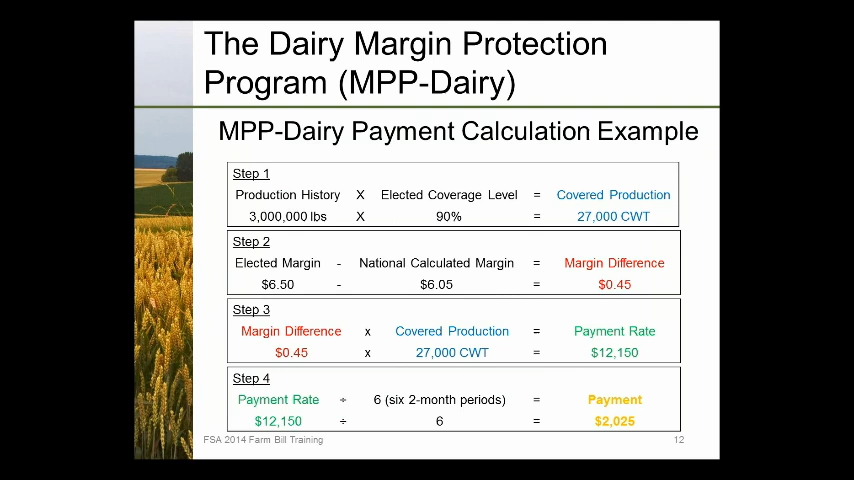 The Dairy Margin Protection
Program (MPP-Dairy)
MPP-Dairy Payment Calculation Example
Step 1
Production History X Elected Coverage Level = Covered Production
3,000,000 lbs X 90% = 27,000 CWT
Step 2
Elected Margin - National Calculated Margin = Margin Difference
$6.50 - $6.05 = $0.45
Step 3
Margin Difference x Covered Production = Payment Rate
$0.45 x 27,000 CWT = $12,150
Step 4
Payment Rate ÷ 6 (six 2-month periods) = Payment
$12,150 ÷ 6 = $2,025
FSA 2014 Farm Bill Training 12